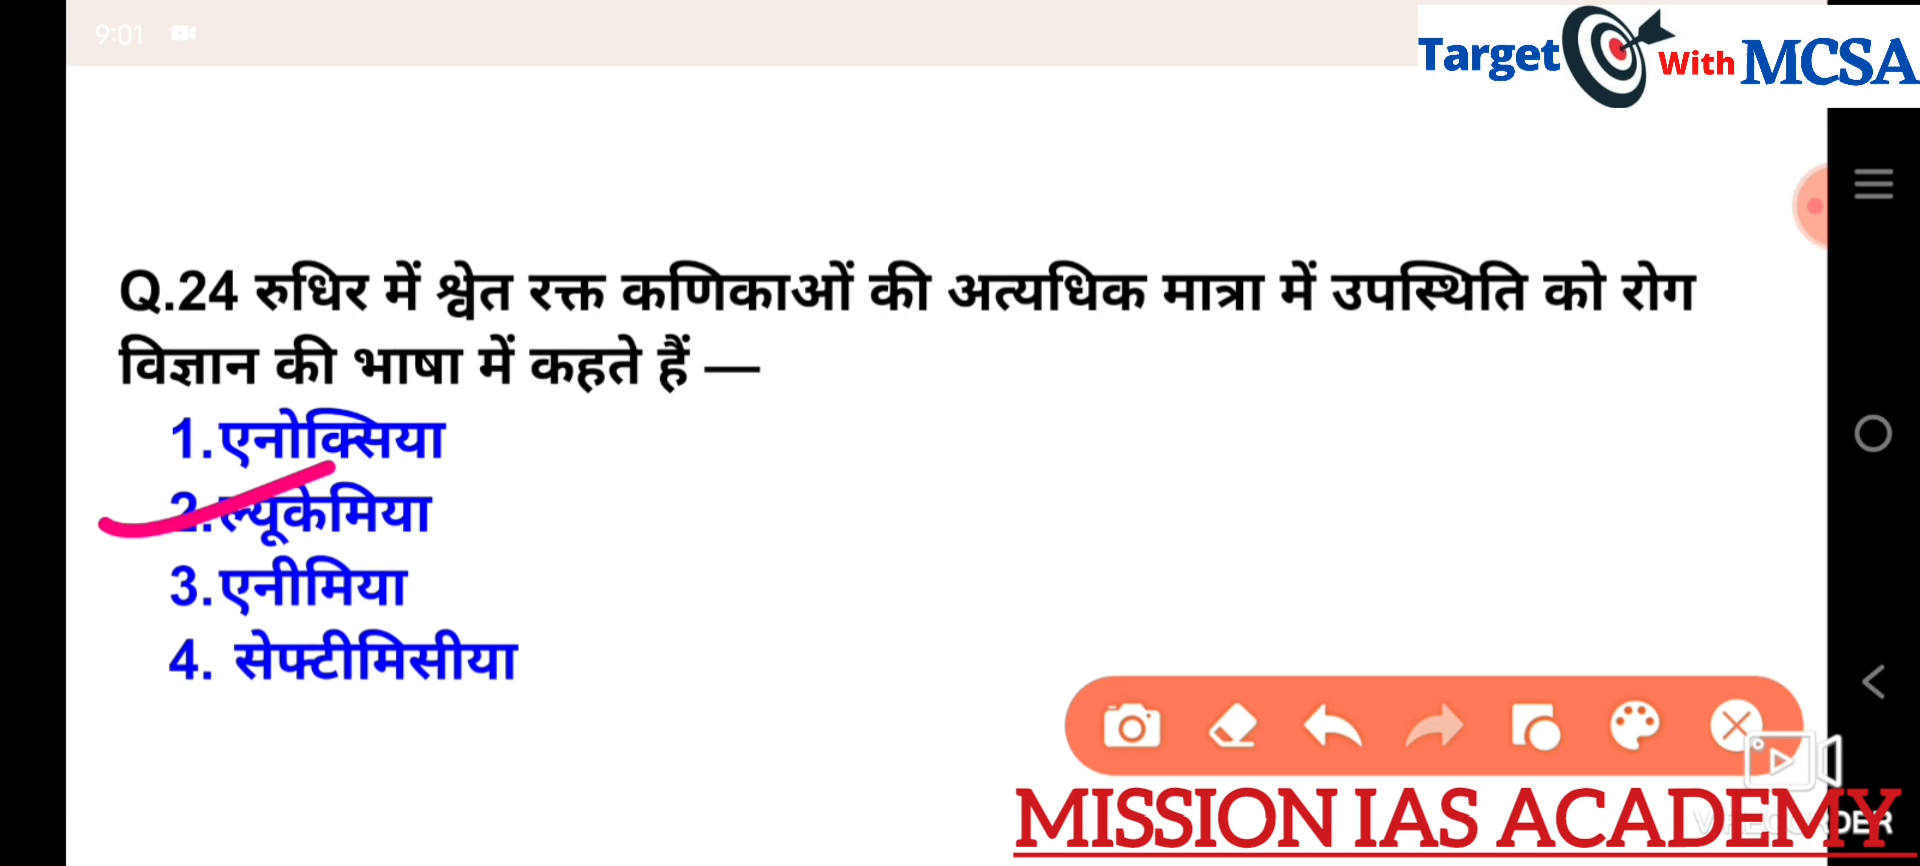 9:01
Target With MCSA
Q.24 रुधिर में श्वेत रक्त कणिकाओं की अत्यधिक मात्रा में उपस्थिति को रोग
विज्ञान की भाषा में कहते हैं —
1.एनोक्सिया
2.ल्यूकेमिया
3.एनीमिया
4. सेफ्टीमिसीया
MISSION IAS ACADEMY